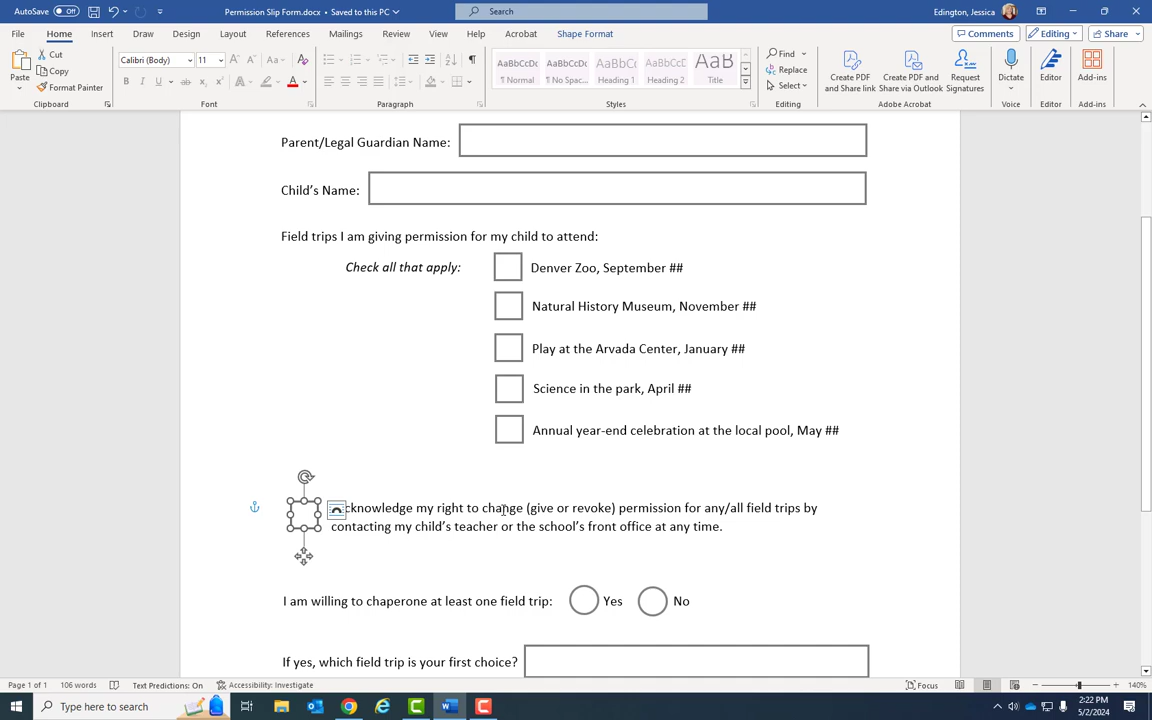 AutoSave Off Permission Slip Form.docx • Saved to this PC Search Edington, Jessica
File Home Insert Draw Design Layout References Mailings Review View Help Acrobat Shape Format Comments Editing Share
Paste Cut Copy Format Painter Clipboard
Calibri (Body) 11 Font
Paragraph
AaBbCcDc AaBbCcDc AaBbCc AaBbCcD AaB
¶ Normal ¶ No Spac... Heading 1 Heading 2 Title
Styles
Find Replace Select Editing
Create PDF and Share link Create PDF and Share via Outlook Request Signatures Adobe Acrobat
Dictate Voice
Editor Editor
Add-ins Add-ins
Parent/Legal Guardian Name:
Child's Name:
Field trips I am giving permission for my child to attend:
Check all that apply: Denver Zoo, September ##
Natural History Museum, November ##
Play at the Arvada Center, January ##
Science in the park, April ##
Annual year-end celebration at the local pool, May ##
cknowledge my right to change (give or revoke) permission for any/all field trips by
contacting my child's teacher or the school's front office at any time.
I am willing to chaperone at least one field trip: Yes No
If yes, which field trip is your first choice?
Page 1 of 1 106 words Text Predictions: On Accessibility: Investigate Focus 140%
Type here to search 2:22 PM
5/2/2024